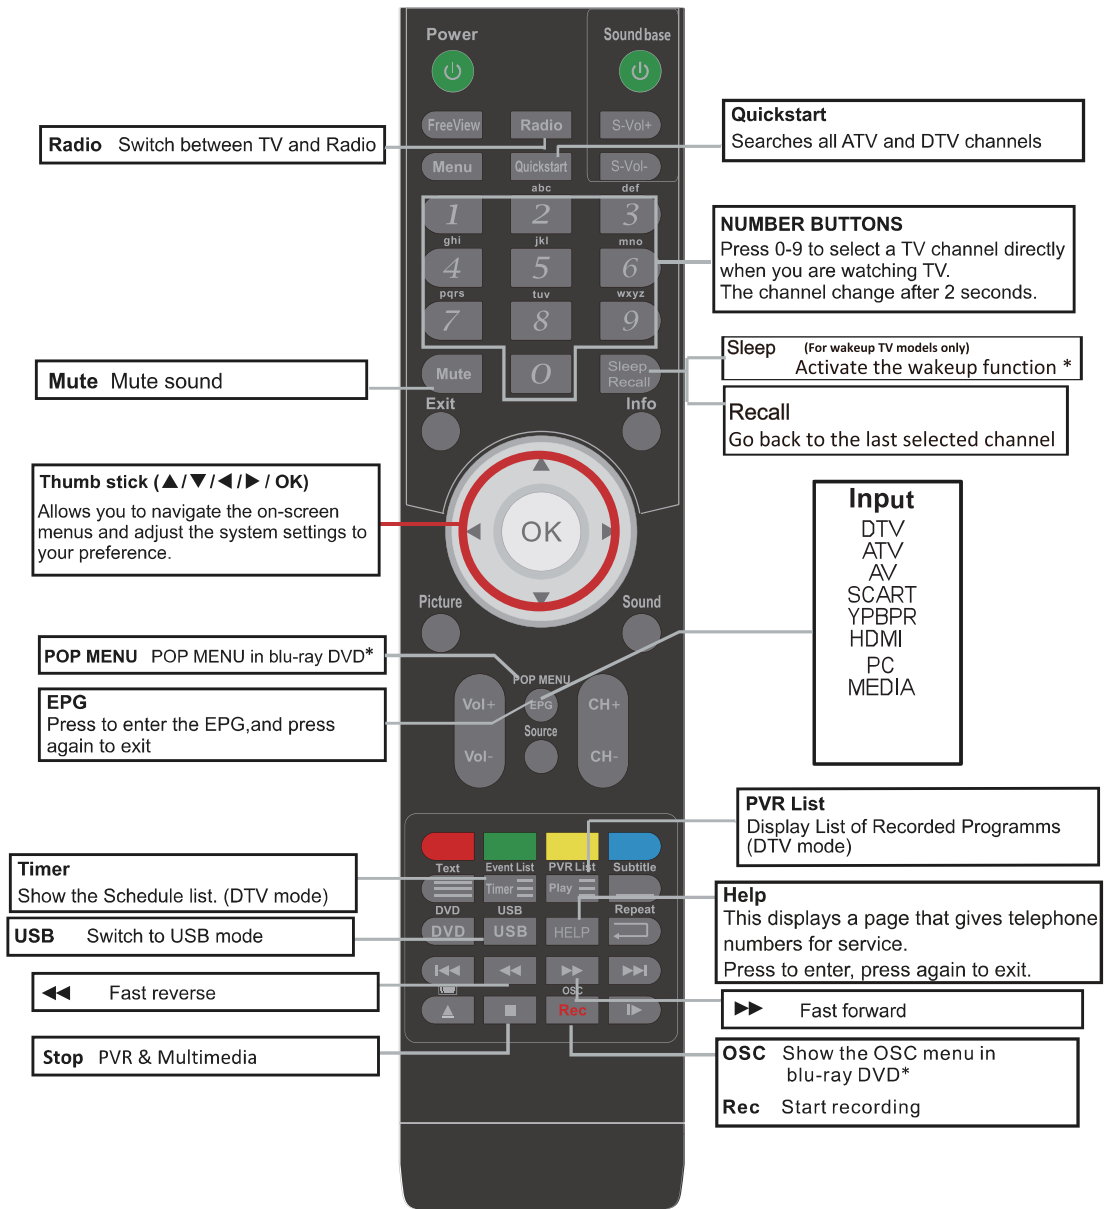 Power
Sound base
FreeView
Radio
S-Vol+
Menu
Quickstart
S-Vol-
abc
def
1
2
3
ghi
jkl
mno
4
5
6
pqrs
tuv
wxyz
7
8
9
Mute
0
Sleep
Recall
Exit
Info
OK
Picture
Sound
POP MENU
Vol+
EPG
CH+
Source
Vol-
CH-
Text
Event List
PVR List
Subtitle
Timer
Play
DVD
USB
Repeat
DVD
USB
HELP
OSC
Rec
Radio Switch between TV and Radio
Mute Mute sound
Thumb stick (▲/▼/◀/▶/ OK)
Allows you to navigate the on-screen
menus and adjust the system settings to
your preference.
POP MENU POP MENU in blu-ray DVD*
EPG
Press to enter the EPG,and press
again to exit
Timer
Show the Schedule list. (DTV mode)
USB Switch to USB mode
◀◀ Fast reverse
Stop PVR & Multimedia
Quickstart
Searches all ATV and DTV channels
NUMBER BUTTONS
Press 0-9 to select a TV channel directly
when you are watching TV.
The channel change after 2 seconds.
Sleep (For wakeup TV models only)
Activate the wakeup function *
Recall
Go back to the last selected channel
Input
DTV
ATV
AV
SCART
YPBPR
HDMI
PC
MEDIA
PVR List
Display List of Recorded Programms
(DTV mode)
Help
This displays a page that gives telephone
numbers for service.
Press to enter, press again to exit.
▶▶ Fast forward
OSC Show the OSC menu in
blu-ray DVD*
Rec Start recording